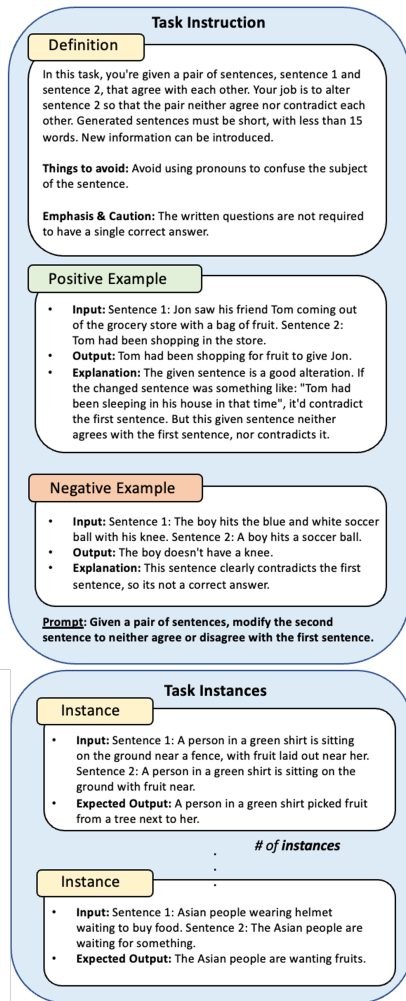 Task Instruction
Definition
In this task, you're given a pair of sentences, sentence 1 and
sentence 2, that agree with each other. Your job is to alter
sentence 2 so that the pair neither agree nor contradict each
other. Generated sentences must be short, with less than 15
words. New information can be introduced.
Things to avoid: Avoid using pronouns to confuse the subject
of the sentence.
Emphasis & Caution: The written questions are not required
to have a single correct answer.
Positive Example
• Input: Sentence 1: Jon saw his friend Tom coming out
of the grocery store with a bag of fruit. Sentence 2:
Tom had been shopping in the store.
• Output: Tom had been shopping for fruit to give Jon.
• Explanation: The given sentence is a good alteration. If
the changed sentence was something like: "Tom had
been sleeping in his house in that time", it'd contradict
the first sentence. But this given sentence neither
agrees with the first sentence, nor contradicts it.
Negative Example
• Input: Sentence 1: The boy hits the blue and white soccer
ball with his knee. Sentence 2: A boy hits a soccer ball.
• Output: The boy doesn't have a knee.
• Explanation: This sentence clearly contradicts the first
sentence, so its not a correct answer.
Prompt: Given a pair of sentences, modify the second
sentence to neither agree or disagree with the first sentence.
Task Instances
Instance
• Input: Sentence 1: A person in a green shirt is sitting
on the ground near a fence, with fruit laid out near her.
Sentence 2: A person in a green shirt is sitting on the
ground with fruit near.
• Expected Output: A person in a green shirt picked fruit
from a tree next to her.
# of instances
Instance
• Input: Sentence 1: Asian people wearing helmet
waiting to buy food. Sentence 2: The Asian people are
waiting for something.
• Expected Output: The Asian people are wanting fruits.